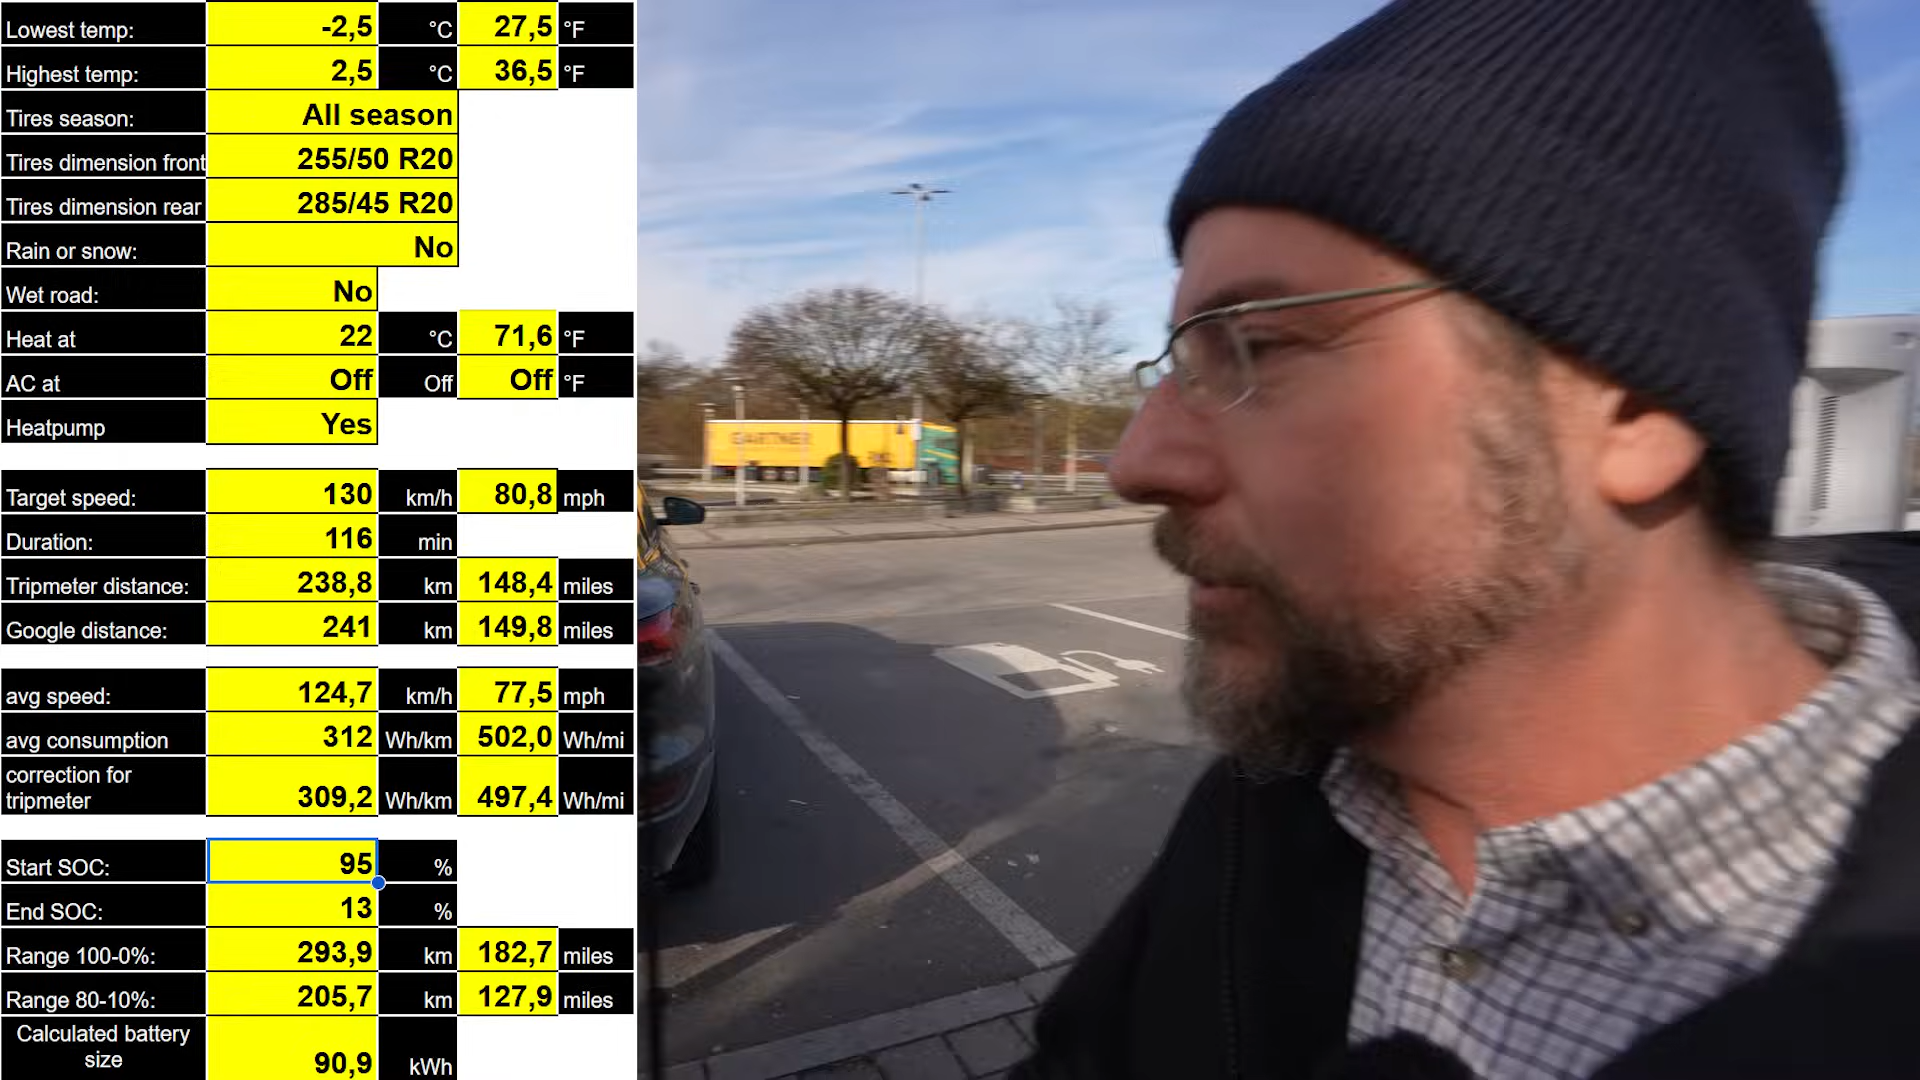 Lowest temp: -2,5 °C 27,5 °F
Highest temp: 2,5 °C 36,5 °F
Tires season: All season
Tires dimension front 255/50 R20
Tires dimension rear 285/45 R20
Rain or snow: No
Wet road: No
Heat at 22 °C 71,6 °F
AC at Off Off Off °F
Heatpump Yes
Target speed: 130 km/h 80,8 mph
Duration: 116 min
Tripmeter distance: 238,8 km 148,4 miles
Google distance: 241 km 149,8 miles
avg speed: 124,7 km/h 77,5 mph
avg consumption 312 Wh/km 502,0 Wh/mi
correction for
tripmeter 309,2 Wh/km 497,4 Wh/mi
Start SOC: 95 %
End SOC: 13 %
Range 100-0%: 293,9 km 182,7 miles
Range 80-10%: 205,7 km 127,9 miles
Calculated battery
size 90,9 kWh
GARTNER